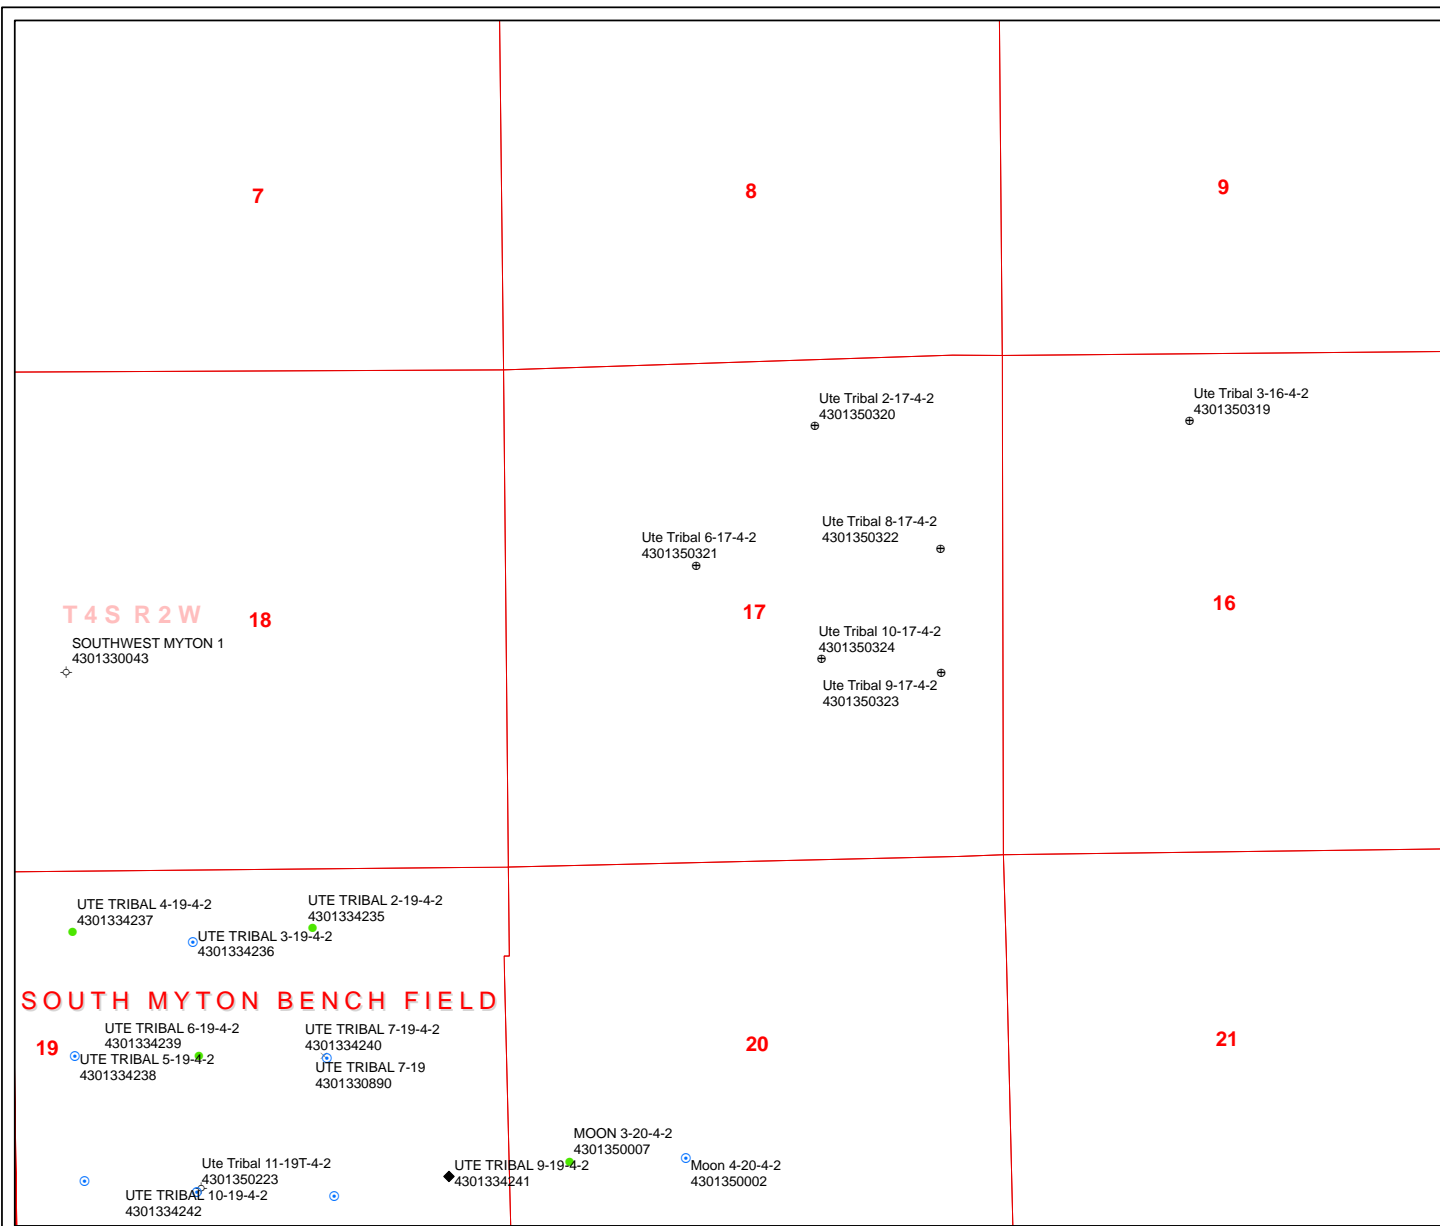 7
8
9
Ute Tribal 2-17-4-2
4301350320
Ute Tribal 3-16-4-2
4301350319
Ute Tribal 6-17-4-2
4301350321
Ute Tribal 8-17-4-2
4301350322
T4S R2W
18
17
16
SOUTHWEST MYTON 1
4301330043
Ute Tribal 10-17-4-2
4301350324
Ute Tribal 9-17-4-2
4301350323
UTE TRIBAL 4-19-4-2
4301334237
UTE TRIBAL 2-19-4-2
4301334235
UTE TRIBAL 3-19-4-2
4301334236
SOUTH MYTON BENCH FIELD
19
UTE TRIBAL 6-19-4-2
4301334239
UTE TRIBAL 5-19-4-2
4301334238
UTE TRIBAL 7-19-4-2
4301334240
UTE TRIBAL 7-19
4301330890
20
21
MOON 3-20-4-2
4301350007
Ute Tribal 11-19T-4-2
4301350223
UTE TRIBAL 10-19-4-2
4301334242
UTE TRIBAL 9-19-4-2
4301334241
Moon 4-20-4-2
4301350002